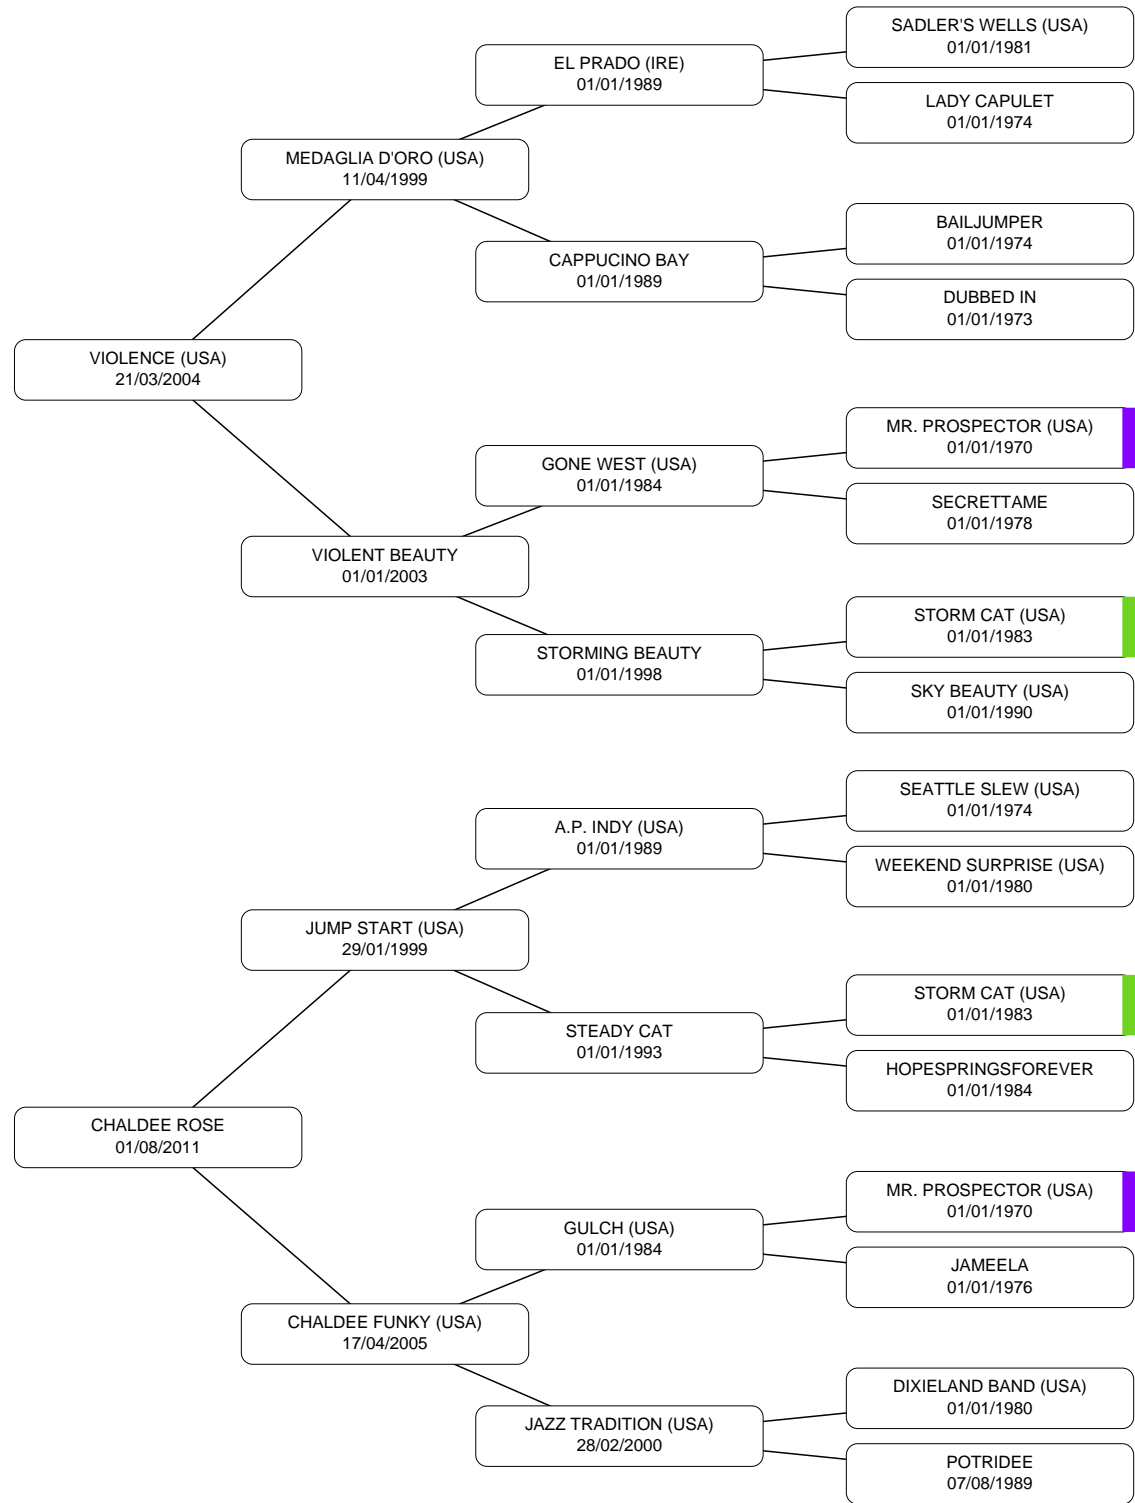 SADLER'S WELLS (USA)
01/01/1981
EL PRADO (IRE)
01/01/1989
LADY CAPULET
01/01/1974
MEDAGLIA D'ORO (USA)
11/04/1999
BAILJUMPER
01/01/1974
CAPPUCINO BAY
01/01/1989
DUBBED IN
01/01/1973
VIOLENCE (USA)
21/03/2004
MR. PROSPECTOR (USA)
01/01/1970
GONE WEST (USA)
01/01/1984
SECRETTAME
01/01/1978
VIOLENT BEAUTY
01/01/2003
STORM CAT (USA)
01/01/1983
STORMING BEAUTY
01/01/1998
SKY BEAUTY (USA)
01/01/1990
SEATTLE SLEW (USA)
01/01/1974
A.P. INDY (USA)
01/01/1989
WEEKEND SURPRISE (USA)
01/01/1980
JUMP START (USA)
29/01/1999
STORM CAT (USA)
01/01/1983
STEADY CAT
01/01/1993
HOPESPRINGSFOREVER
01/01/1984
CHALDEE ROSE
01/08/2011
MR. PROSPECTOR (USA)
01/01/1970
GULCH (USA)
01/01/1984
JAMEELA
01/01/1976
CHALDEE FUNKY (USA)
17/04/2005
DIXIELAND BAND (USA)
01/01/1980
JAZZ TRADITION (USA)
28/02/2000
POTRIDEE
07/08/1989